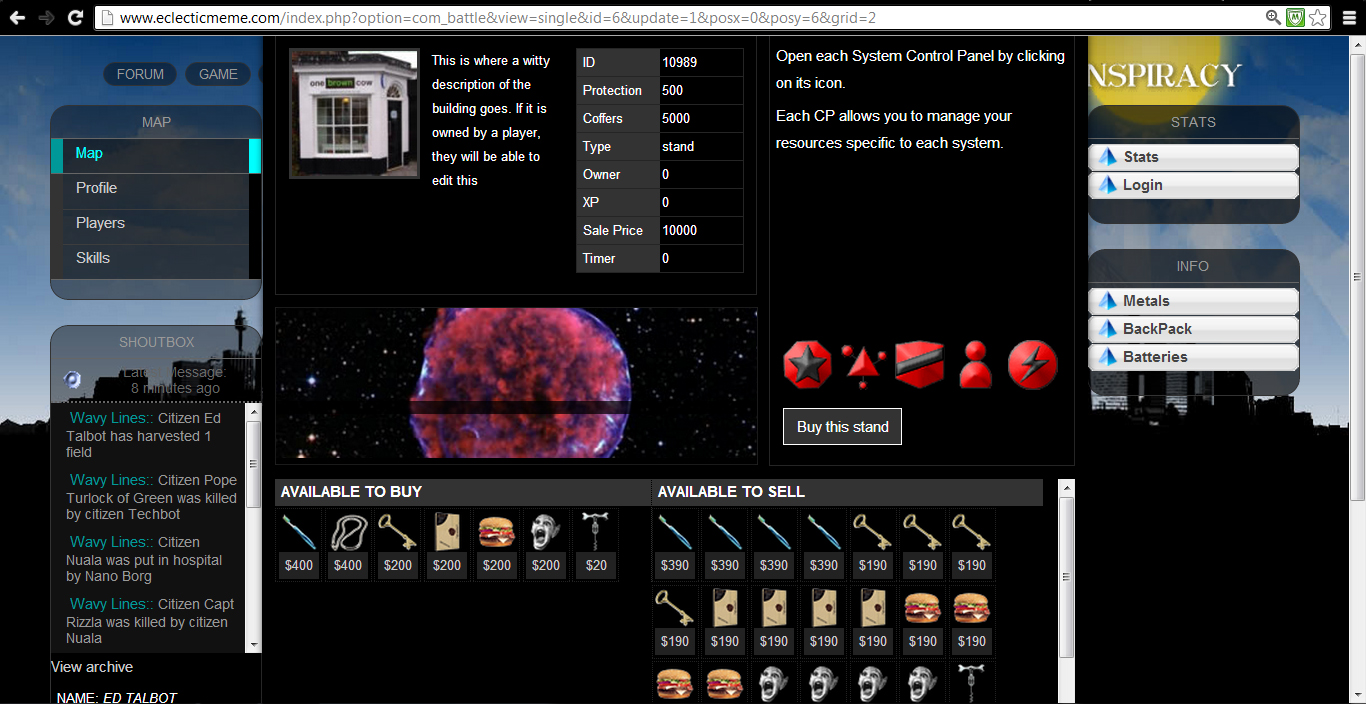 www.eclecticmeme.com/index.php?option=com_battle&view=single&id=6&update=1&posx=0&posy=6&grid=2
FORUM
GAME
MAP
Map
Profile
Players
Skills
SHOUTBOX
Latest Message:
8 minutes ago
Wavy Lines:: Citizen Ed
Talbot has harvested 1
field
Wavy Lines:: Citizen Pope
Turlock of Green was killed
by citizen Techbot
Wavy Lines:: Citizen
Nuala was put in hospital
by Nano Borg
Wavy Lines:: Citizen Capt
Rizzla was killed by citizen
Nuala
View archive
NAME: ED TALBOT
one brown cow
This is where a witty
description of the
building goes. If it is
owned by a player,
they will be able to
edit this
ID 10989
Protection 500
Coffers 5000
Type stand
Owner 0
XP 0
Sale Price 10000
Timer 0
Open each System Control Panel by clicking
on its icon.
Each CP allows you to manage your
resources specific to each system.
Buy this stand
AVAILABLE TO BUY
$400 $400 $200 $200 $200 $200 $20
AVAILABLE TO SELL
$390 $390 $390 $390 $190 $190 $190
$190 $190 $190 $190 $190 $190 $190
NSPIRACY
STATS
Stats
Login
INFO
Metals
BackPack
Batteries